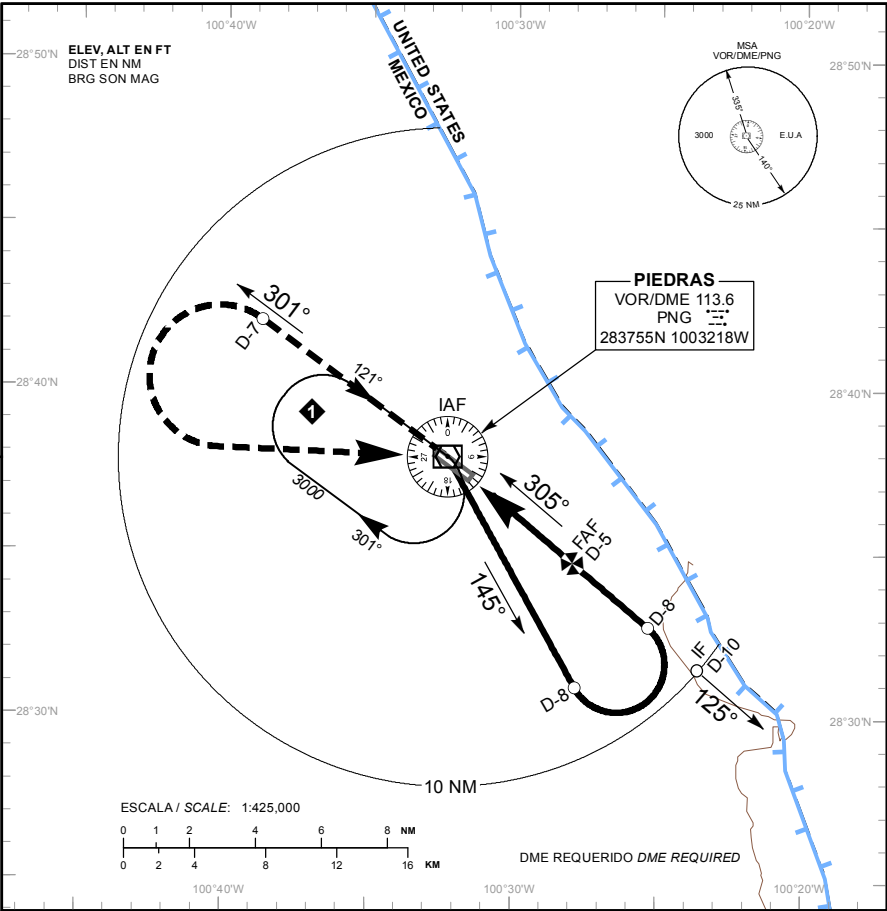 100°40'W
100°30'W
100°20'W
28°50'N
28°50'N
ELEV, ALT EN FT
DIST EN NM
BRG SON MAG
UNITED STATES
MEXICO
MSA
VOR/DME/PNG
335°
3000
E.U.A
140°
25 NM
PIEDRAS
VOR/DME 113.6
PNG
283755N 1003218W
301°
D-7
121°
28°40'N
28°40'N
1
IAF
0
9
18
27
3000
301°
305°
FAF
D-5
145°
D-8
D-8
IF
D-10
125°
28°30'N
28°30'N
10 NM
ESCALA / SCALE: 1:425,000
0 1 2 4 6 8 NM
0 2 4 8 12 16 KM
DME REQUERIDO DME REQUIRED
100°40'W
100°30'W
100°20'W